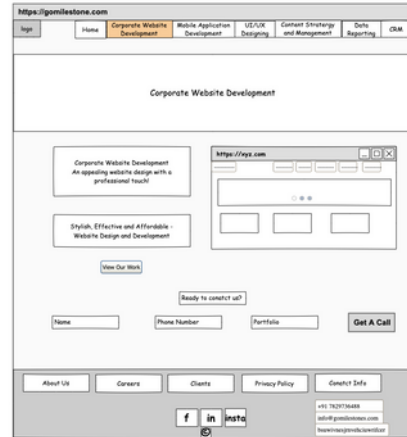 https://gomilestone.com
logo
Home
Corporate Website
Development
Mobile Application
Development
UI/UX
Designing
Content Stratergy
and Management
Data
Reporting
CRM
Corporate Website Development
Corporate Website Development
An appealing website design with a
professional touch!
https://xyz.com
Stylish, Effective and Affordable -
Website Design and Development
View Our Work
Ready to conatct us?
Name
Phone Number
Portfolio
Get A Call
About Us
Careers
Clients
Privacy Policy
Conatct Info
f in insta
©
+91 7829736488
info@gomilestones.com